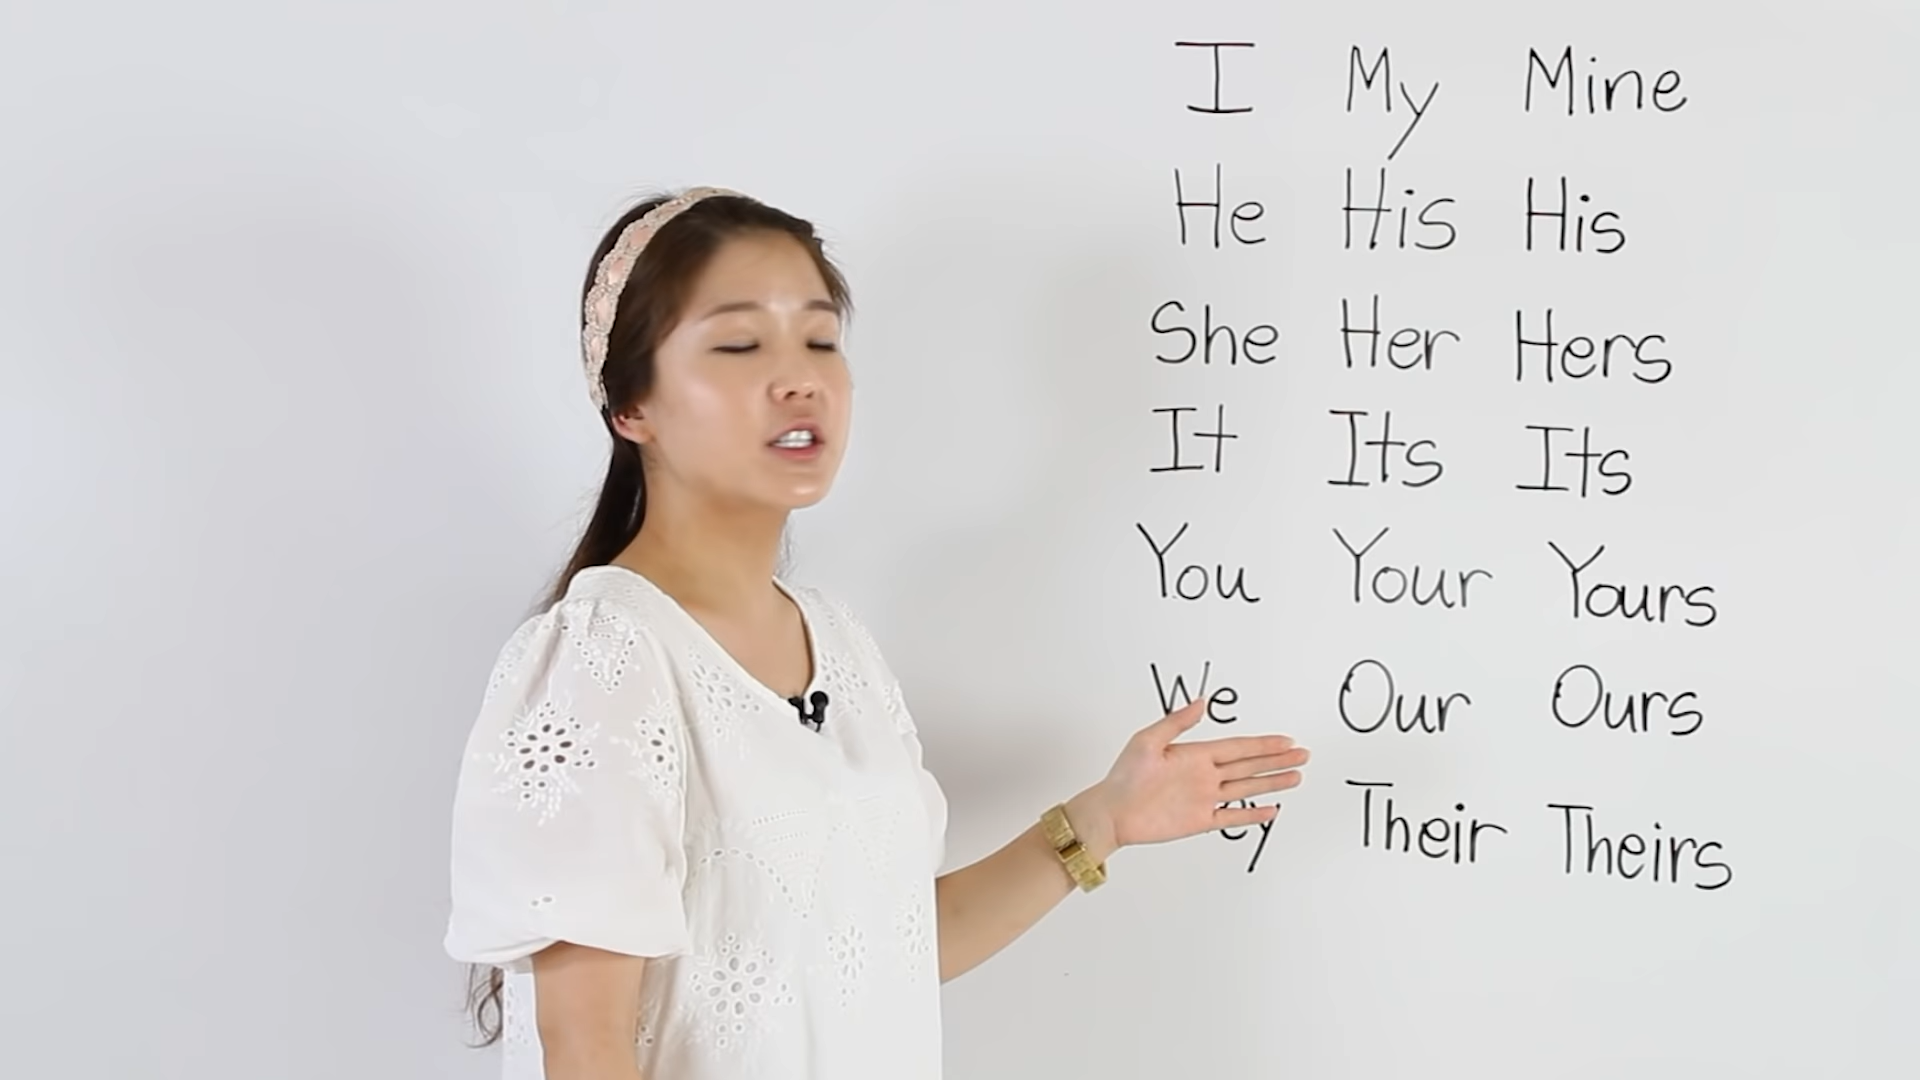 I My Mine
He His His
She Her Hers
It Its Its
You Your Yours
We Our Ours
ey Their Theirs